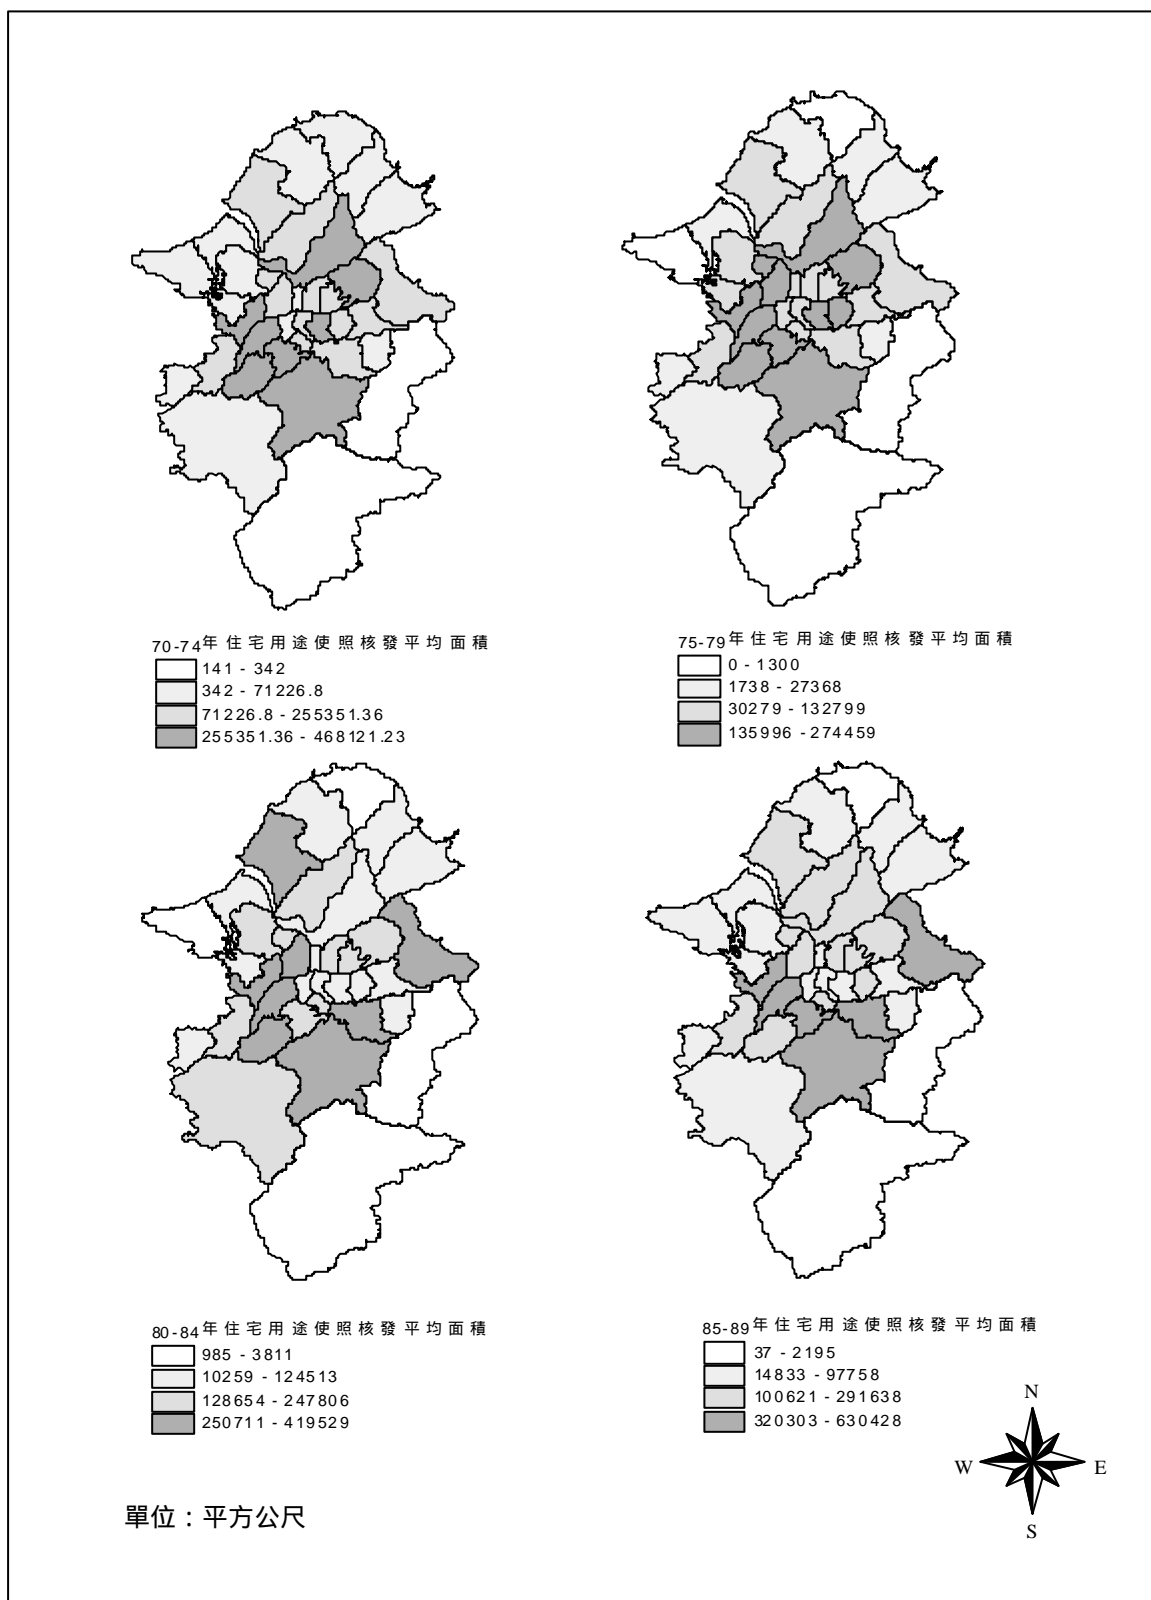 70-74年住宅用途使照核發平均面積
141 - 342
342 - 71226.8
71226.8 - 255351.36
255351.36 - 468121.23
75-79年住宅用途使照核發平均面積
0 - 1300
1738 - 27368
30279 - 132799
135996 - 274459
80-84年住宅用途使照核發平均面積
985 - 3811
10259 - 124513
128654 - 247806
250711 - 419529
85-89年住宅用途使照核發平均面積
37 - 2195
14833 - 97758
100621 - 291638
320303 - 630428
N
W E
S
單位：平方公尺